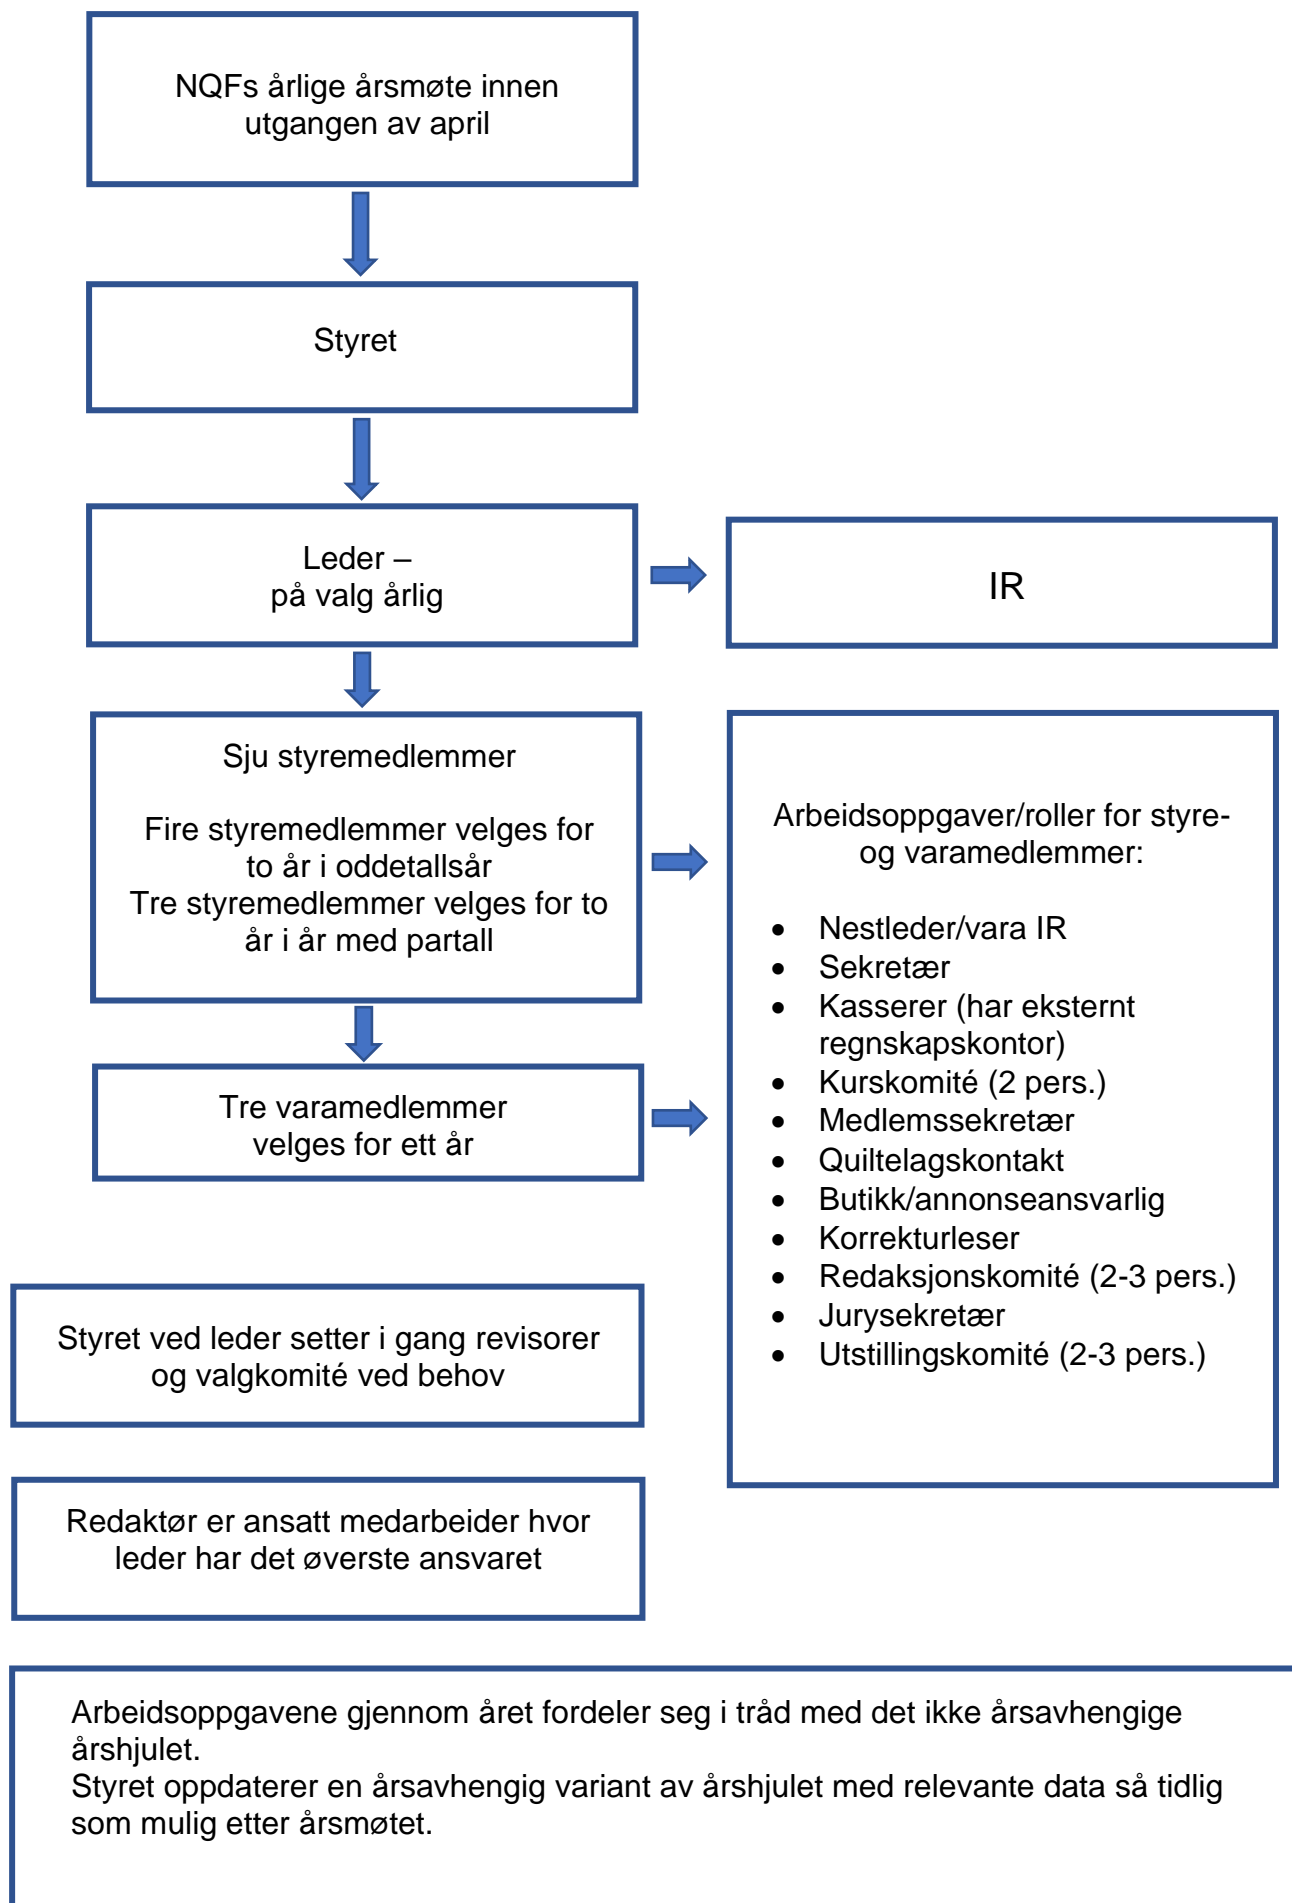 NQFs årlige årsmøte innen
utgangen av april
Styret
Leder –
på valg årlig
IR
Sju styremedlemmer
Fire styremedlemmer velges for
to år i oddetallsår
Tre styremedlemmer velges for to
år i år med partall
Tre varamedlemmer
velges for ett år
Arbeidsoppgaver/roller for styre-
og varamedlemmer:
• Nestleder/vara IR
• Sekretær
• Kasserer (har eksternt
regnskapskontor)
• Kurskomité (2 pers.)
• Medlemssekretær
• Quiltelagskontakt
• Butikk/annonseansvarlig
• Korrekturleser
• Redaksjonskomité (2-3 pers.)
• Jurysekretær
• Utstillingskomité (2-3 pers.)
Styret ved leder setter i gang revisorer
og valgkomité ved behov
Redaktør er ansatt medarbeider hvor
leder har det øverste ansvaret
Arbeidsoppgavene gjennom året fordeler seg i tråd med det ikke årsavhengige
årshjulet.
Styret oppdaterer en årsavhengig variant av årshjulet med relevante data så tidlig
som mulig etter årsmøtet.